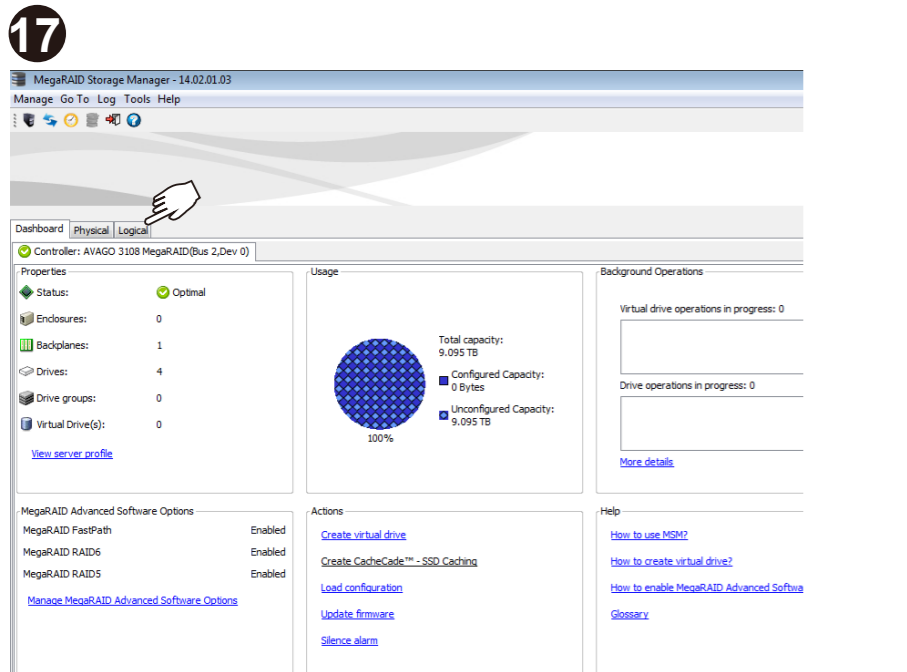 17
MegaRAID Storage Manager - 14.02.01.03
Manage Go To Log Tools Help
Dashboard Physical Logical
Controller: AVAGO 3108 MegaRAID(Bus 2,Dev 0)
Properties
Status: Optimal
Enclosures: 0
Backplanes: 1
Drives: 4
Drive groups: 0
Virtual Drive(s): 0
View server profile
Usage
100%
Total capacity:
9.095 TB
Configured Capacity:
0 Bytes
Unconfigured Capacity:
9.095 TB
Background Operations
Virtual drive operations in progress: 0
Drive operations in progress: 0
More details
MegaRAID Advanced Software Options
MegaRAID FastPath Enabled
MegaRAID RAID6 Enabled
MegaRAID RAID5 Enabled
Manage MegaRAID Advanced Software Options
Actions
Create virtual drive
Create CacheCade™ - SSD Caching
Load configuration
Update firmware
Silence alarm
Help
How to use MSM?
How to create virtual drive?
How to enable MegaRAID Advanced Softwa
Glossary